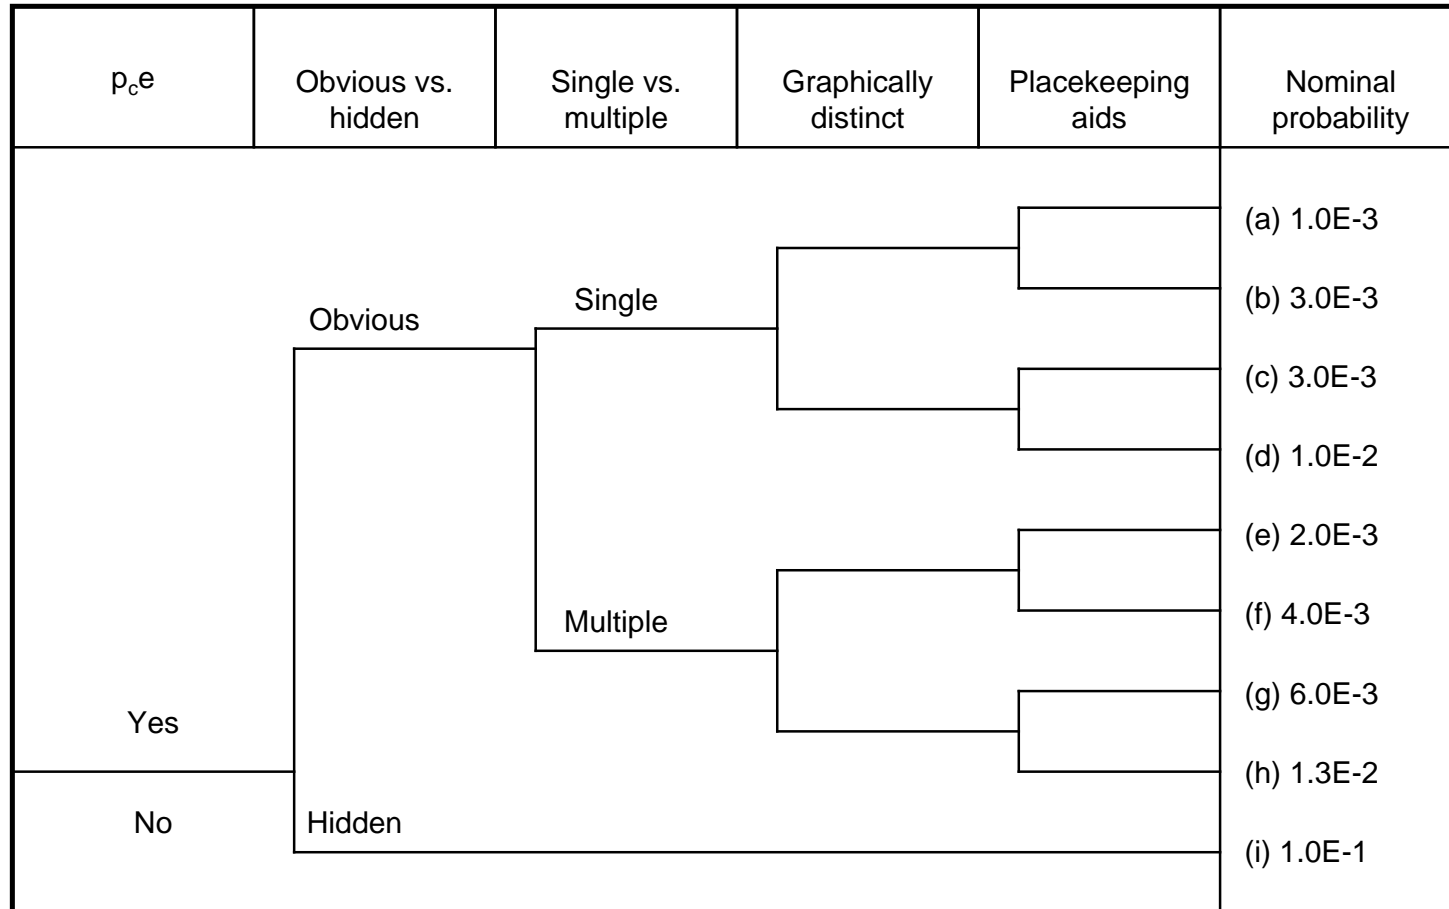 p_ce
Obvious vs.
hidden
Single vs.
multiple
Graphically
distinct
Placekeeping
aids
Nominal
probability
(a) 1.0E-3
(b) 3.0E-3
Single
Obvious
(c) 3.0E-3
(d) 1.0E-2
(e) 2.0E-3
(f) 4.0E-3
Multiple
(g) 6.0E-3
Yes
(h) 1.3E-2
No
Hidden
(i) 1.0E-1